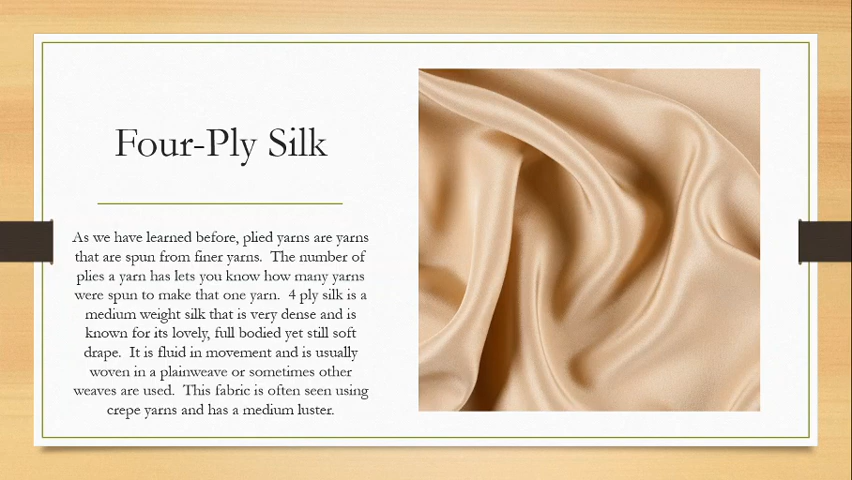 Four-Ply Silk
As we have learned before, plied yarns are yarns
that are spun from finer yarns.  The number of
plies a yarn has lets you know how many yarns
were spun to make that one yarn.  4 ply silk is a
medium weight silk that is very dense and is
known for its lovely, full bodied yet still soft
drape.  It is fluid in movement and is usually
woven in a plainweave or sometimes other
weaves are used.  This fabric is often seen using
crepe yarns and has a medium luster.